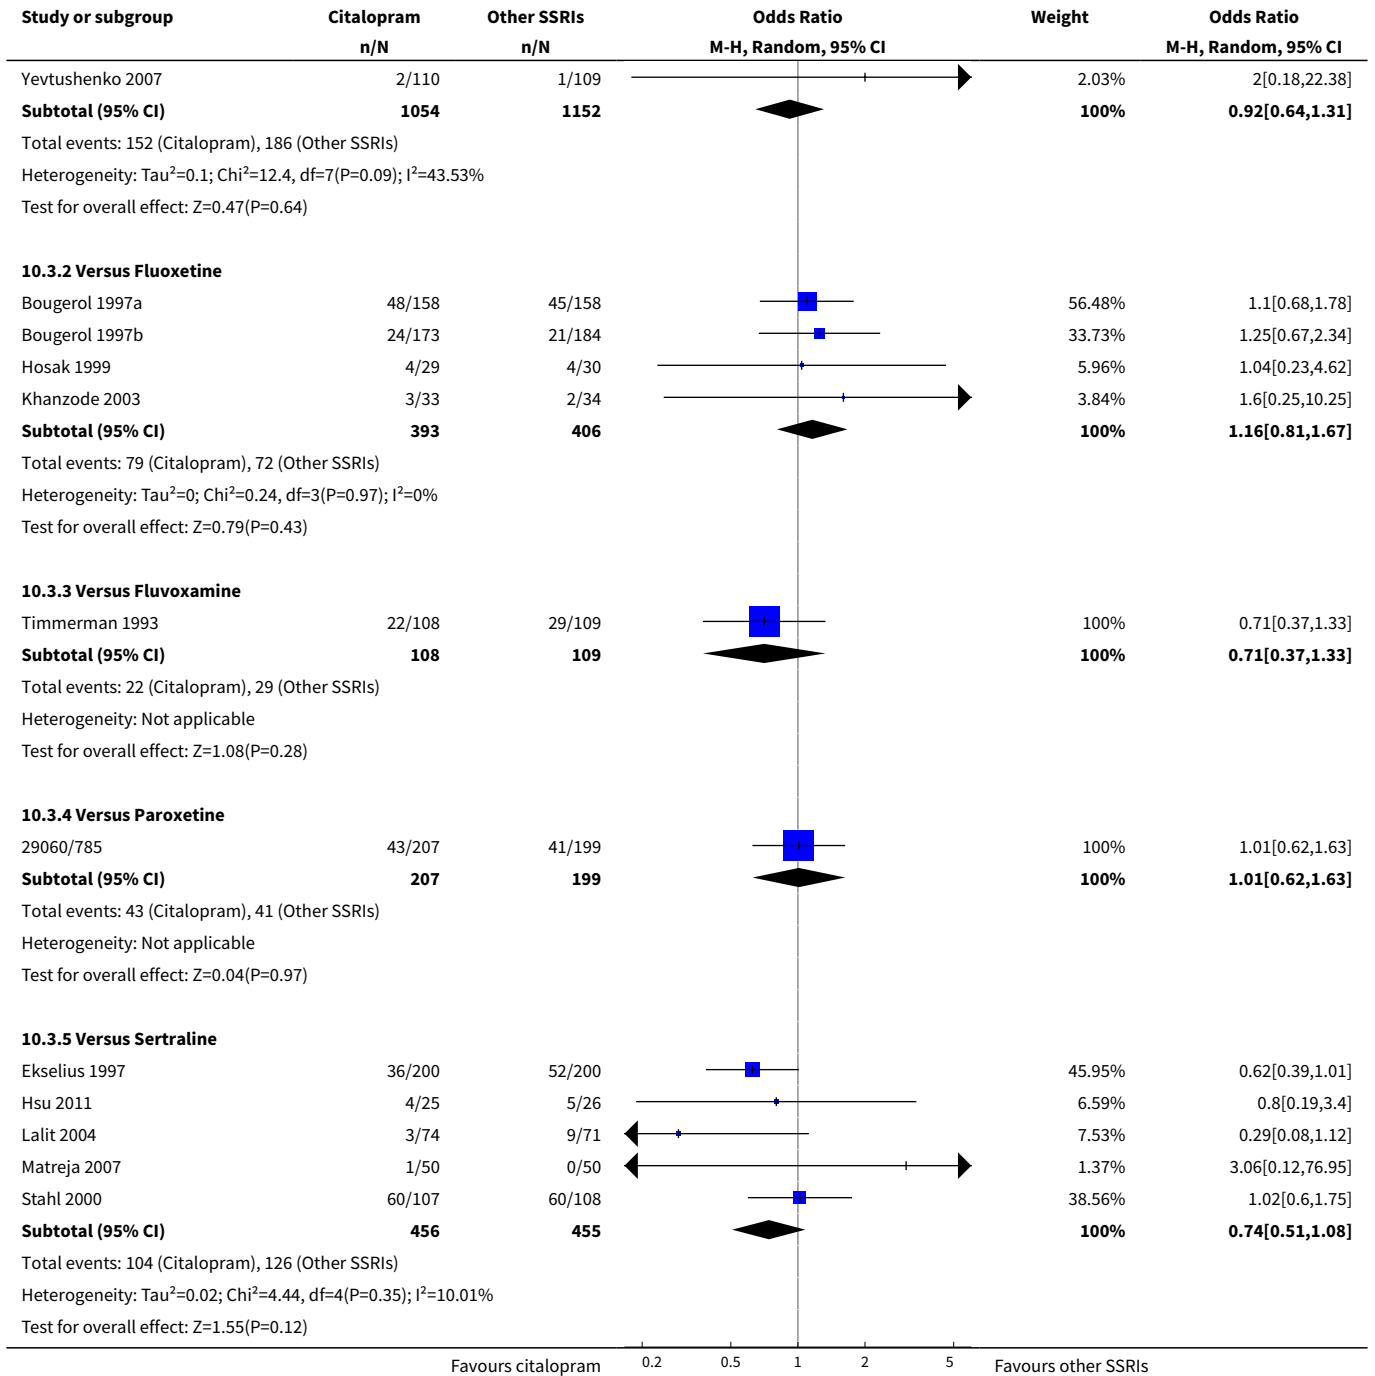 Study or subgroup Citalopram Other SSRIs Odds Ratio Weight Odds Ratio
n/N n/N M-H, Random, 95% CI M-H, Random, 95% CI
Yevtushenko 2007 2/110 1/109 2.03% 2[0.18,22.38]
Subtotal (95% CI) 1054 1152 100% 0.92[0.64,1.31]
Total events: 152 (Citalopram), 186 (Other SSRIs)
Heterogeneity: Tau²=0.1; Chi²=12.4, df=7(P=0.09); I²=43.53%
Test for overall effect: Z=0.47(P=0.64)
10.3.2 Versus Fluoxetine
Bougerol 1997a 48/158 45/158 56.48% 1.1[0.68,1.78]
Bougerol 1997b 24/173 21/184 33.73% 1.25[0.67,2.34]
Hosak 1999 4/29 4/30 5.96% 1.04[0.23,4.62]
Khanzode 2003 3/33 2/34 3.84% 1.6[0.25,10.25]
Subtotal (95% CI) 393 406 100% 1.16[0.81,1.67]
Total events: 79 (Citalopram), 72 (Other SSRIs)
Heterogeneity: Tau²=0; Chi²=0.24, df=3(P=0.97); I²=0%
Test for overall effect: Z=0.79(P=0.43)
10.3.3 Versus Fluvoxamine
Timmerman 1993 22/108 29/109 100% 0.71[0.37,1.33]
Subtotal (95% CI) 108 109 100% 0.71[0.37,1.33]
Total events: 22 (Citalopram), 29 (Other SSRIs)
Heterogeneity: Not applicable
Test for overall effect: Z=1.08(P=0.28)
10.3.4 Versus Paroxetine
29060/785 43/207 41/199 100% 1.01[0.62,1.63]
Subtotal (95% CI) 207 199 100% 1.01[0.62,1.63]
Total events: 43 (Citalopram), 41 (Other SSRIs)
Heterogeneity: Not applicable
Test for overall effect: Z=0.04(P=0.97)
10.3.5 Versus Sertraline
Ekselius 1997 36/200 52/200 45.95% 0.62[0.39,1.01]
Hsu 2011 4/25 5/26 6.59% 0.8[0.19,3.4]
Lalit 2004 3/74 9/71 7.53% 0.29[0.08,1.12]
Matreja 2007 1/50 0/50 1.37% 3.06[0.12,76.95]
Stahl 2000 60/107 60/108 38.56% 1.02[0.6,1.75]
Subtotal (95% CI) 456 455 100% 0.74[0.51,1.08]
Total events: 104 (Citalopram), 126 (Other SSRIs)
Heterogeneity: Tau²=0.02; Chi²=4.44, df=4(P=0.35); I²=10.01%
Test for overall effect: Z=1.55(P=0.12)
Favours citalopram 0.2 0.5 1 2 5 Favours other SSRIs